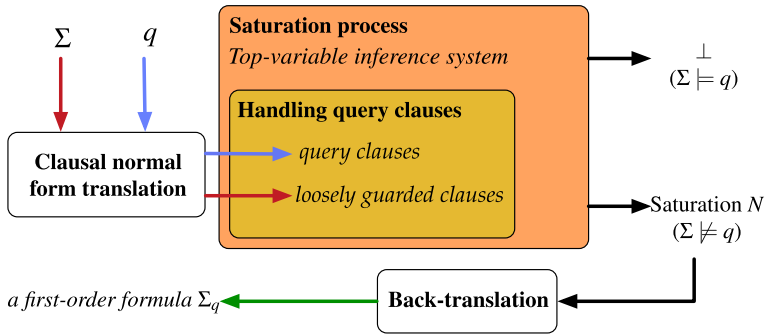 Σ
q
Saturation process
Top-variable inference system
Handling query clauses
query clauses
loosely guarded clauses
Clausal normal
form translation
⊥
(Σ ⊨ q)
Saturation N
(Σ ⊭ q)
Back-translation
a first-order formula Σq